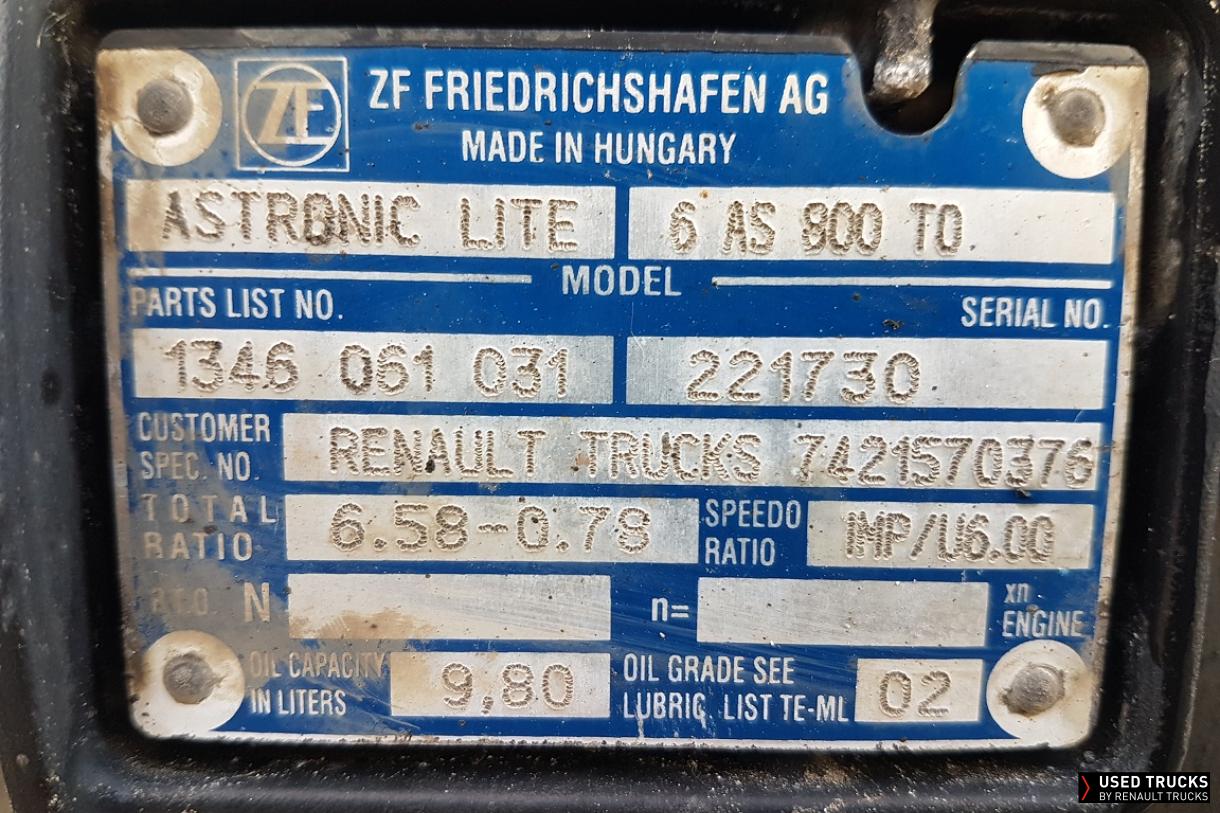 ZF
ZF FRIEDRICHSHAFEN AG
MADE IN HUNGARY
ASTRONIC LITE 6 AS 800 TO
MODEL
PARTS LIST NO. SERIAL NO.
1346 061 031 221730
CUSTOMER SPEC. NO. RENAULT TRUCKS 7421570376
TOTAL RATIO 6.58-0.78 SPEEDO RATIO IMP/U6.00
P.T.O N n= xn ENGINE
OIL CAPACITY IN LITERS 9,80 OIL GRADE SEE LUBRIC. LIST TE-ML 02
USED TRUCKS
BY RENAULT TRUCKS